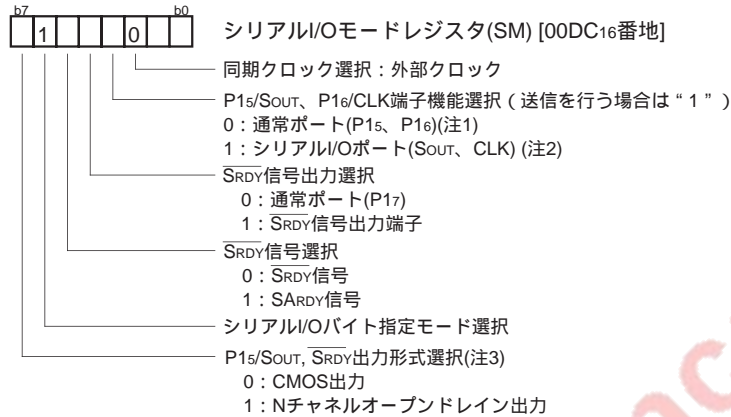 b7 b0
1 0
シリアルI/Oモードレジスタ(SM) [00DC16番地]
同期クロック選択：外部クロック
P15/SOUT、P16/CLK端子機能選択（送信を行う場合は“1”）
0：通常ポート(P15、P16)(注1)
1：シリアルI/Oポート(SOUT、CLK) (注2)
SRDY信号出力選択
0：通常ポート(P17)
1：SRDY信号出力端子
SRDY信号選択
0：SRDY信号
1：SARDY信号
シリアルI/Oバイト指定モード選択
P15/SOUT, SRDY出力形式選択(注3)
0：CMOS出力
1：Nチャネルオープンドレイン出力